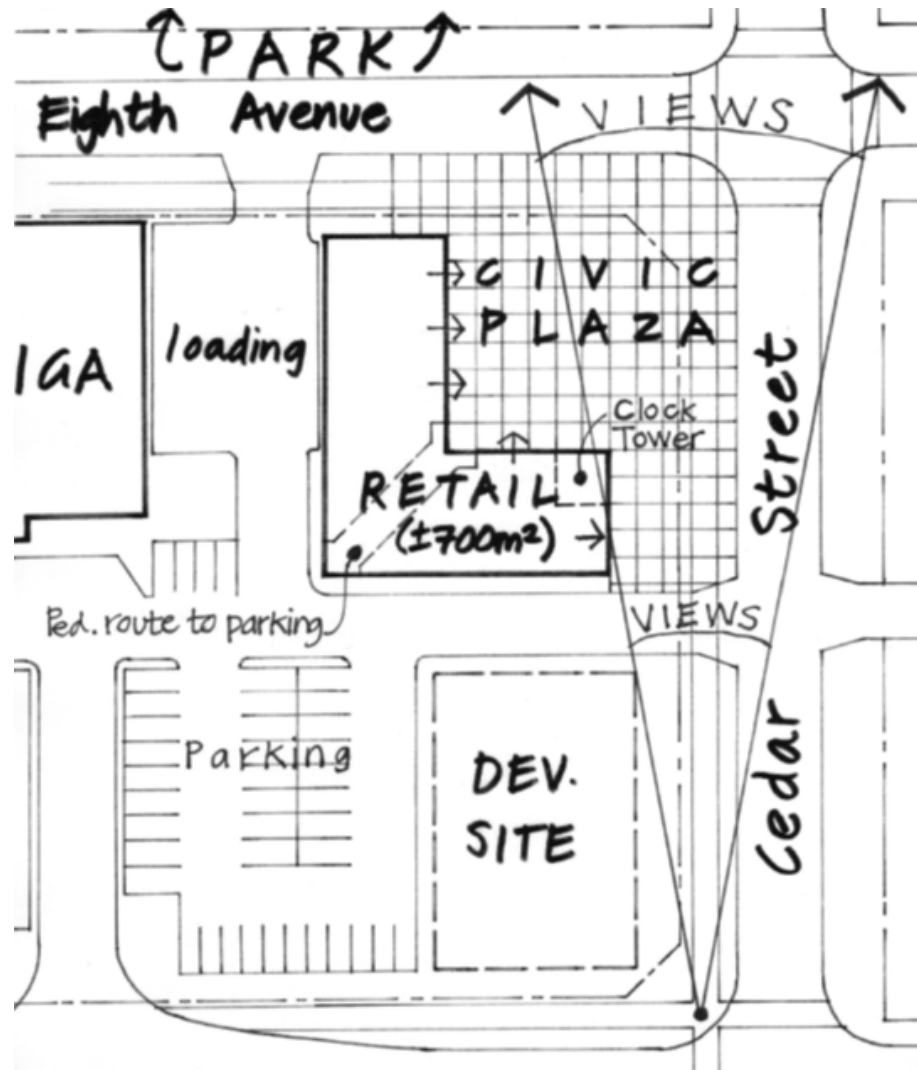 PARK
Eighth Avenue
VIEWS
CIVIC
PLAZA
IGA
loading
Clock
Tower
RETAIL
(±700m²)
Street
Ped. route to parking
VIEWS
Parking
DEV.
SITE
Cedar